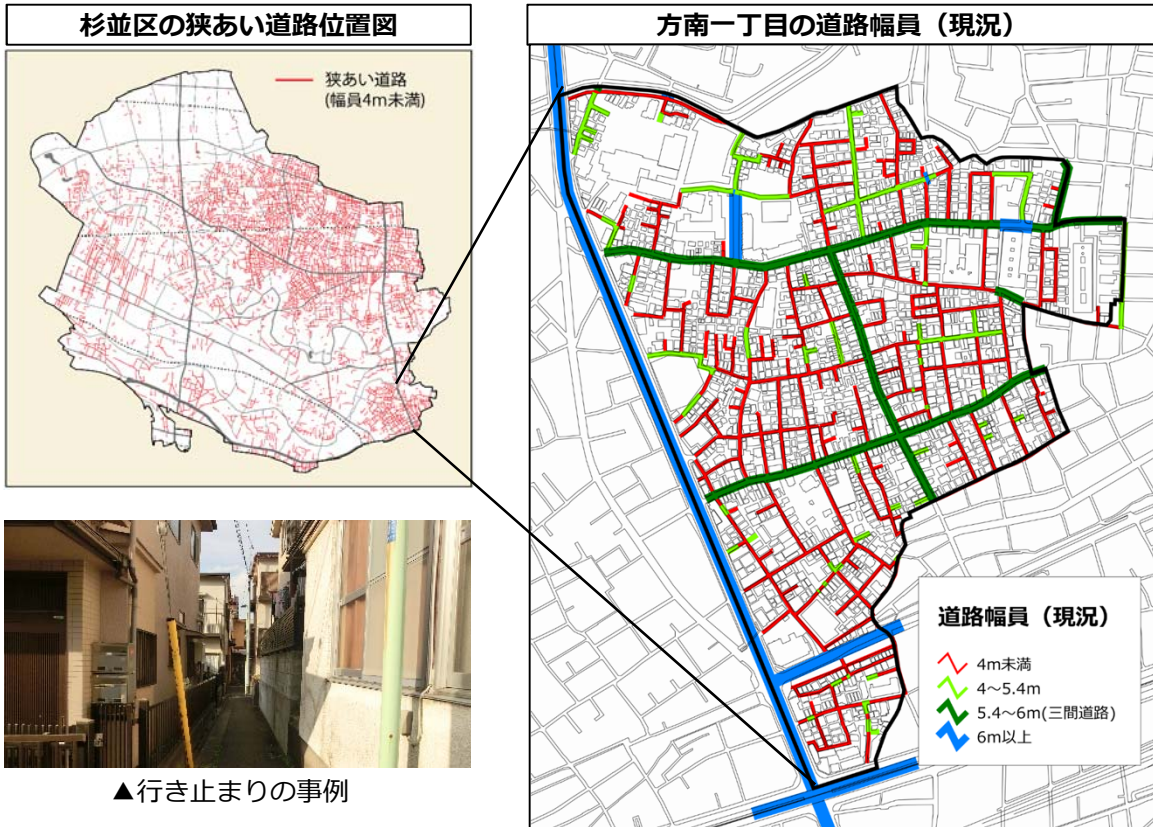 杉並区の狭あい道路位置図
狭あい道路
(幅員4m未満)
▲行き止まりの事例
方南一丁目の道路幅員（現況）
道路幅員（現況）
4m未満
4～5.4m
5.4～6m(三間道路)
6m以上